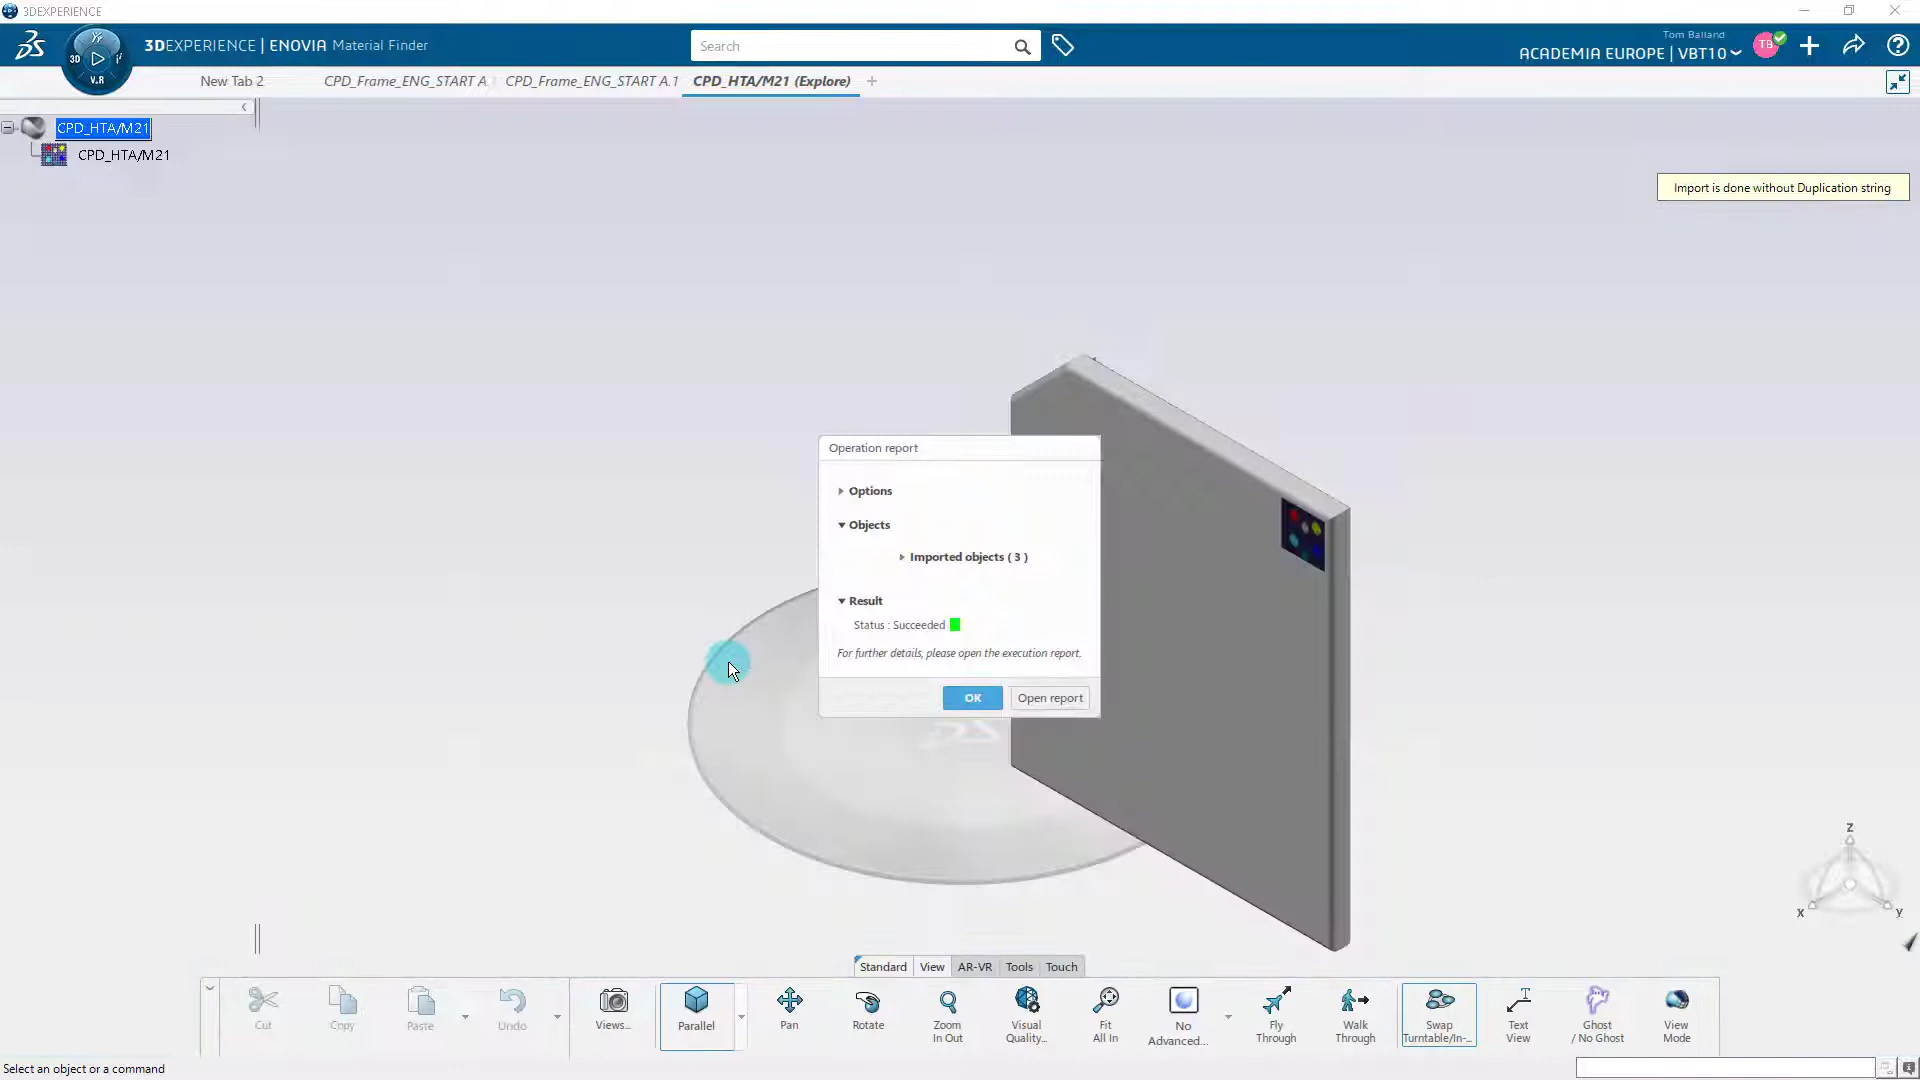 3DEXPERIENCE
3DEXPERIENCE | ENOVIA Material Finder
Search
Tom Balland
ACADEMIA EUROPE | VBT10
TB
3D
V.R
New Tab 2
CPD_Frame_ENG_START A
CPD_Frame_ENG_START A.1
CPD_HTA/M21 (Explore)
CPD_HTA/M21
CPD_HTA/M21
Import is done without Duplication string
Operation report
Options
Objects
Imported objects ( 3 )
Result
Status : Succeeded
For further details, please open the execution report.
OK
Open report
z
x
y
Standard
View
AR-VR
Tools
Touch
Cut
Copy
Paste
Undo
Views...
Parallel
Pan
Rotate
Zoom
In Out
Visual
Quality...
Fit
All In
No
Advanced...
Fly
Through
Walk
Through
Swap
Turntable/In-...
Text
View
Ghost
/ No Ghost
View
Mode
Select an object or a command